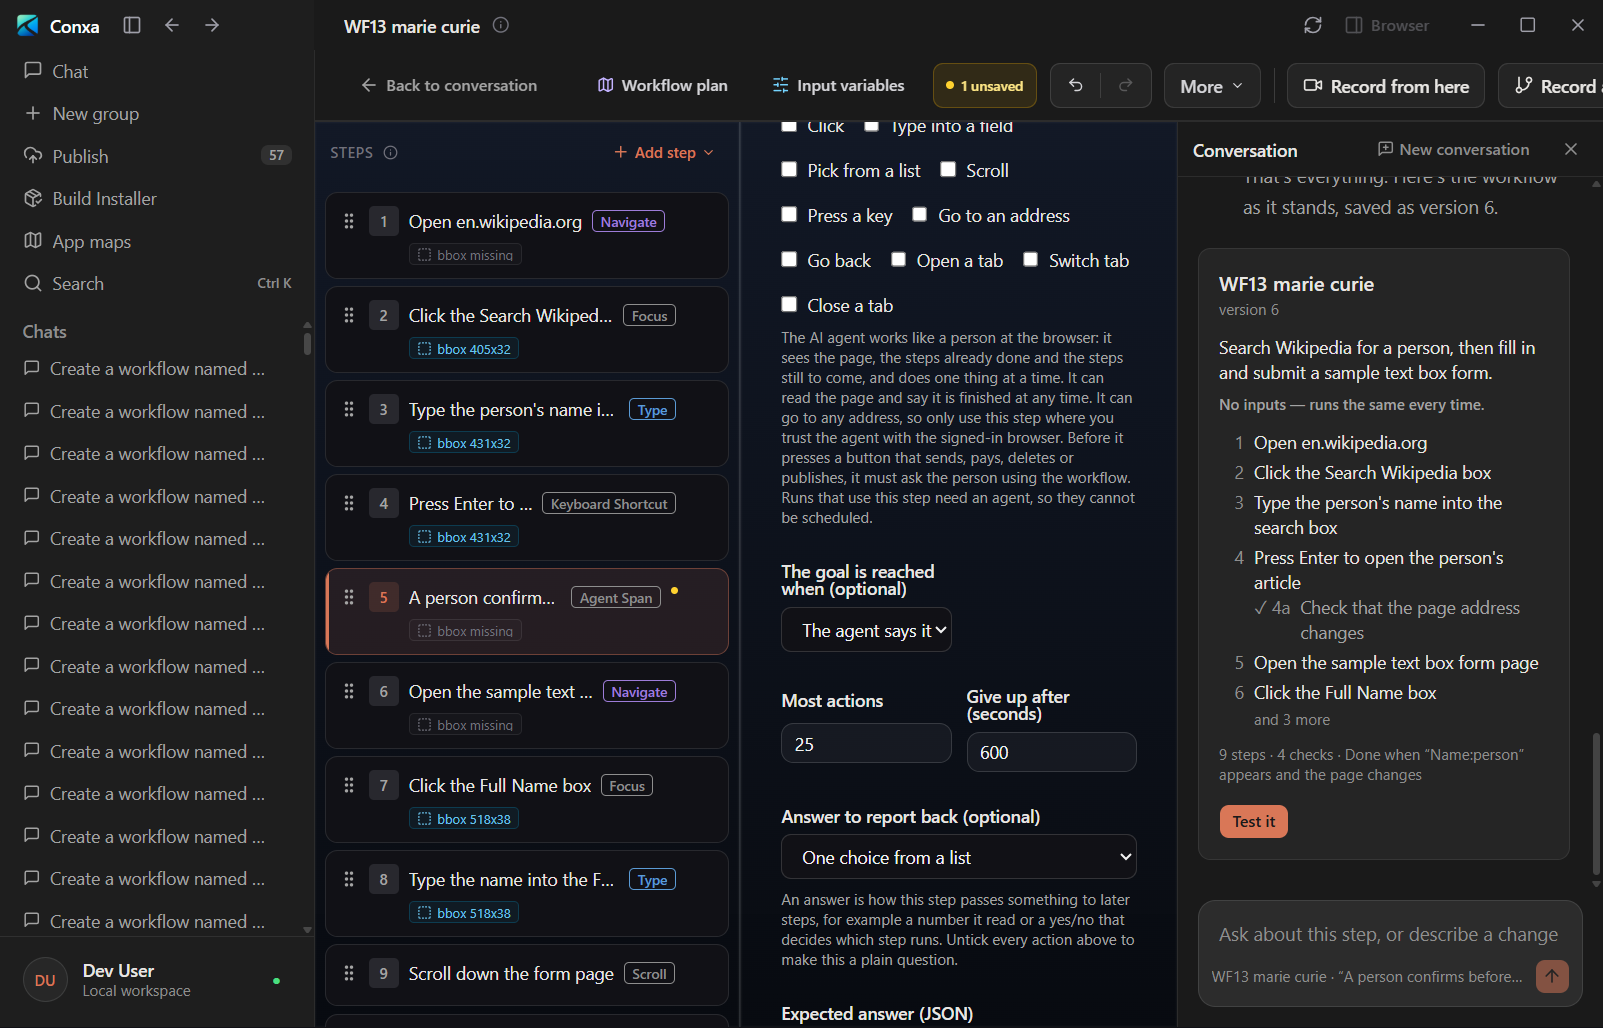 Conxa
WF13 marie curie
Browser
Chat
New group
Publish
57
Build Installer
App maps
Search
Ctrl K
Chats
Create a workflow named ...
Create a workflow named ...
Create a workflow named ...
Create a workflow named ...
Create a workflow named ...
Create a workflow named ...
Create a workflow named ...
Create a workflow named ...
Create a workflow named ...
Create a workflow named ...
Create a workflow named ...
Create a workflow named ...
Create a workflow named ...
Create a workflow named ...
DU
Dev User
Local workspace
Back to conversation
Workflow plan
Input variables
1 unsaved
More
Record from here
Record
STEPS
Add step
1 Open en.wikipedia.org Navigate
bbox missing
2 Click the Search Wikiped... Focus
bbox 405x32
3 Type the person's name i... Type
bbox 431x32
4 Press Enter to ... Keyboard Shortcut
bbox 431x32
5 A person confirm... Agent Span
bbox missing
6 Open the sample text ... Navigate
bbox missing
7 Click the Full Name box Focus
bbox 518x38
8 Type the name into the F... Type
bbox 518x38
9 Scroll down the form page Scroll
Click Type into a field
Pick from a list Scroll
Press a key Go to an address
Go back Open a tab Switch tab
Close a tab
The AI agent works like a person at the browser: it
sees the page, the steps already done and the steps
still to come, and does one thing at a time. It can
read the page and say it is finished at any time. It can
go to any address, so only use this step where you
trust the agent with the signed-in browser. Before it
presses a button that sends, pays, deletes or
publishes, it must ask the person using the workflow.
Runs that use this step need an agent, so they cannot
be scheduled.
The goal is reached
when (optional)
The agent says it
Most actions
25
Give up after
(seconds)
600
Answer to report back (optional)
One choice from a list
An answer is how this step passes something to later
steps, for example a number it read or a yes/no that
decides which step runs. Untick every action above to
make this a plain question.
Expected answer (JSON)
Conversation
New conversation
That's everything. Here's the workflow
as it stands, saved as version 6.
WF13 marie curie
version 6
Search Wikipedia for a person, then fill in
and submit a sample text box form.
No inputs — runs the same every time.
1 Open en.wikipedia.org
2 Click the Search Wikipedia box
3 Type the person's name into the
search box
4 Press Enter to open the person's
article
✓ 4a Check that the page address
changes
5 Open the sample text box form page
6 Click the Full Name box
and 3 more
9 steps · 4 checks · Done when “Name:person”
appears and the page changes
Test it
Ask about this step, or describe a change
WF13 marie curie · “A person confirms before...